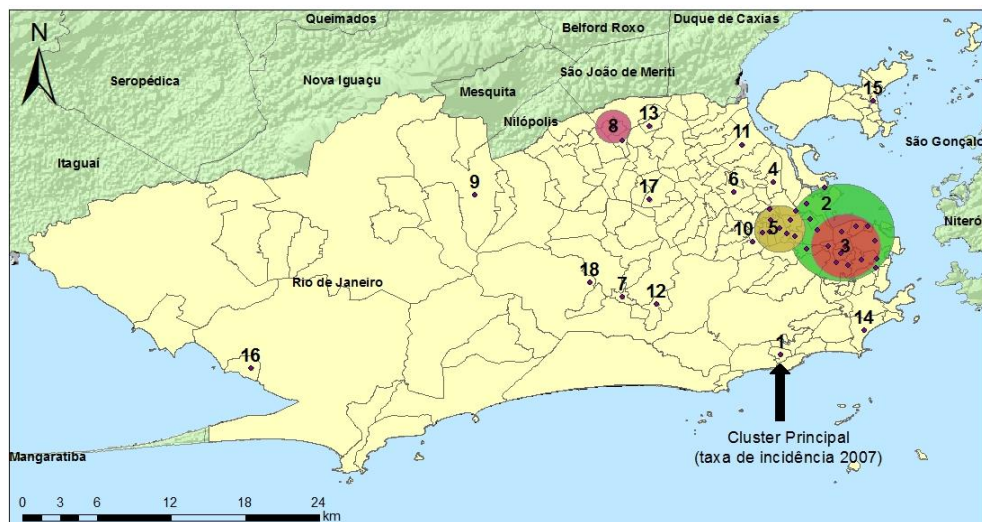 Queimados
Duque de Caxias
Belford Roxo
N
São João de Meriti
Seropédica
Nova Iguaçu
Mesquita
15
13
Nilópolis
8
11
São Gonçalo
Itaguaí
4
9
17
6
2
Niteró
10
5
3
18
Rio de Janeiro
7
12
14
1
16
Cluster Principal
(taxa de incidência 2007)
Mangaratiba
0 3 6 12 18 24
km